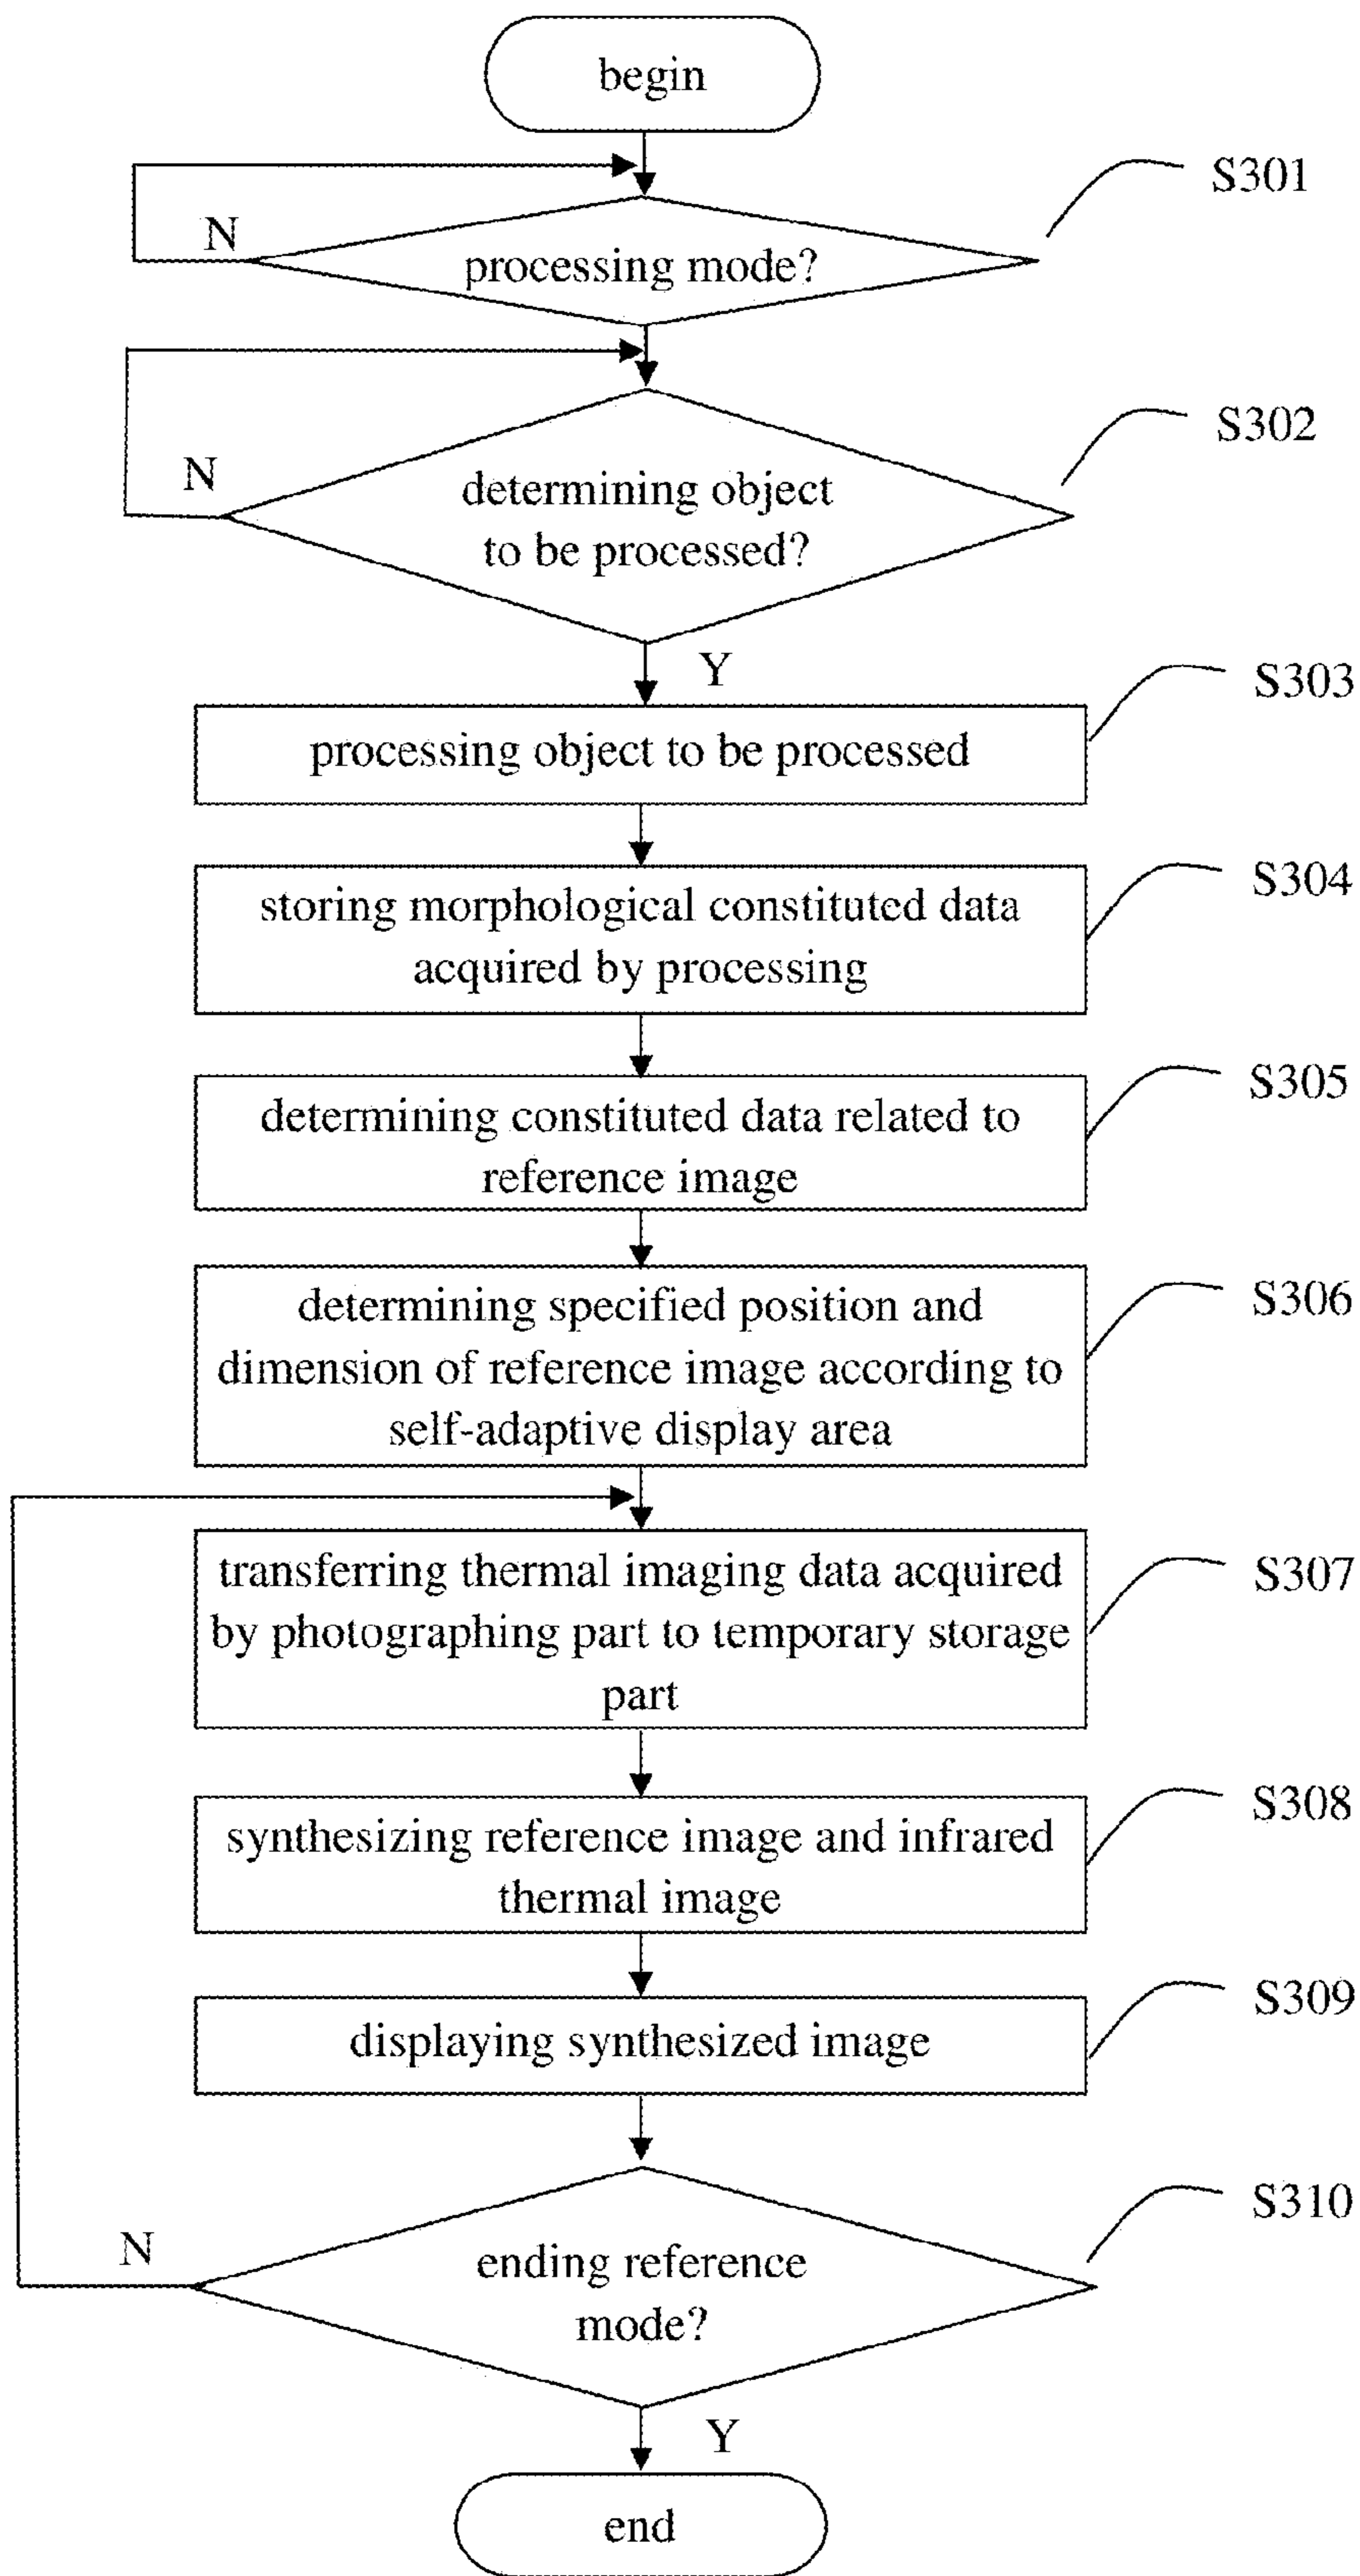 begin
S301
N
processing mode?
S302
N
determining object
to be processed?
Y
S303
processing object to be processed
S304
storing morphological constituted data
acquired by processing
S305
determining constituted data related to
reference image
S306
determining specified position and
dimension of reference image according to
self-adaptive display area
S307
transferring thermal imaging data acquired
by photographing part to temporary storage
part
S308
synthesizing reference image and infrared
thermal image
S309
displaying synthesized image
S310
N
ending reference
mode?
Y
end